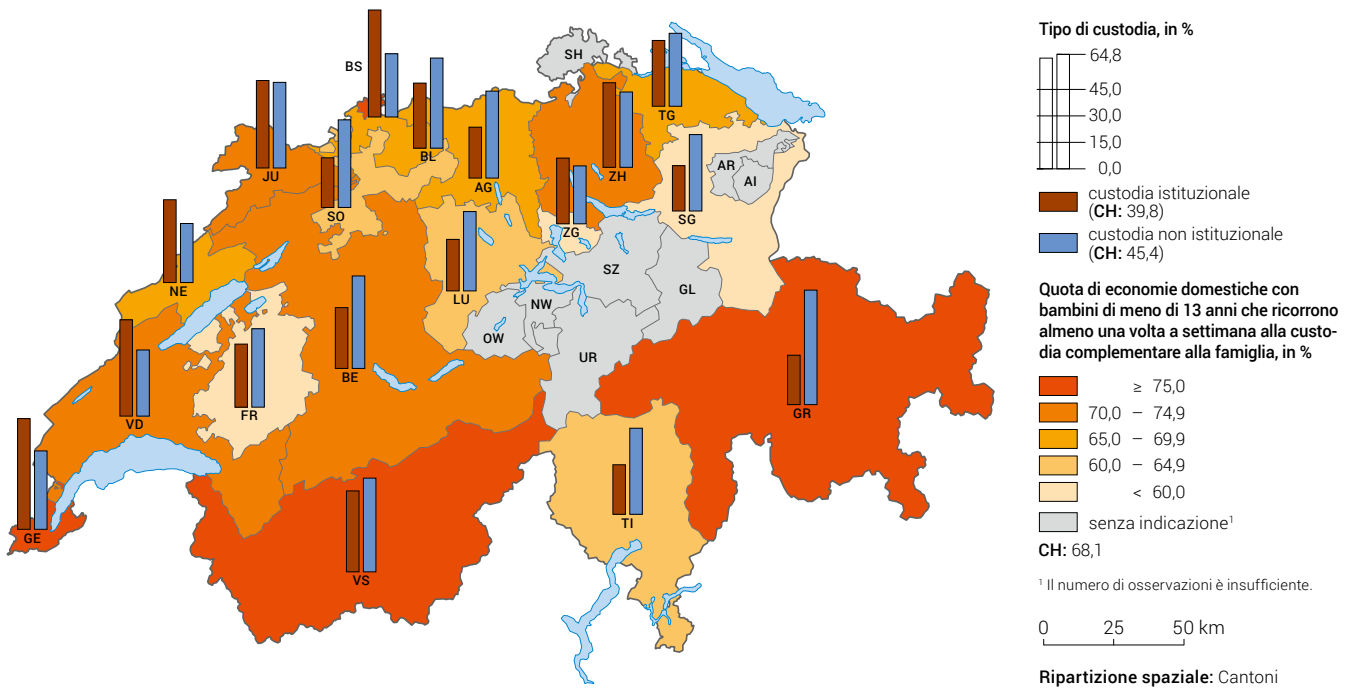 SH
BS
TG
BL
JU
AG
ZH
AR
AI
SO
SG
ZG
SZ
NE
LU
GL
NW
OW
UR
BE
FR
VD
GR
TI
GE
VS
Tipo di custodia, in %
64,8
45,0
30,0
15,0
0,0
custodia istituzionale
(CH: 39,8)
custodia non istituzionale
(CH: 45,4)
Quota di economie domestiche con
bambini di meno di 13 anni che ricorrono
almeno una volta a settimana alla custo-
dia complementare alla famiglia, in %
≥ 75,0
70,0 – 74,9
65,0 – 69,9
60,0 – 64,9
< 60,0
senza indicazione¹
CH: 68,1
¹ Il numero di osservazioni è insufficiente.
0 25 50 km
Ripartizione spaziale: Cantoni